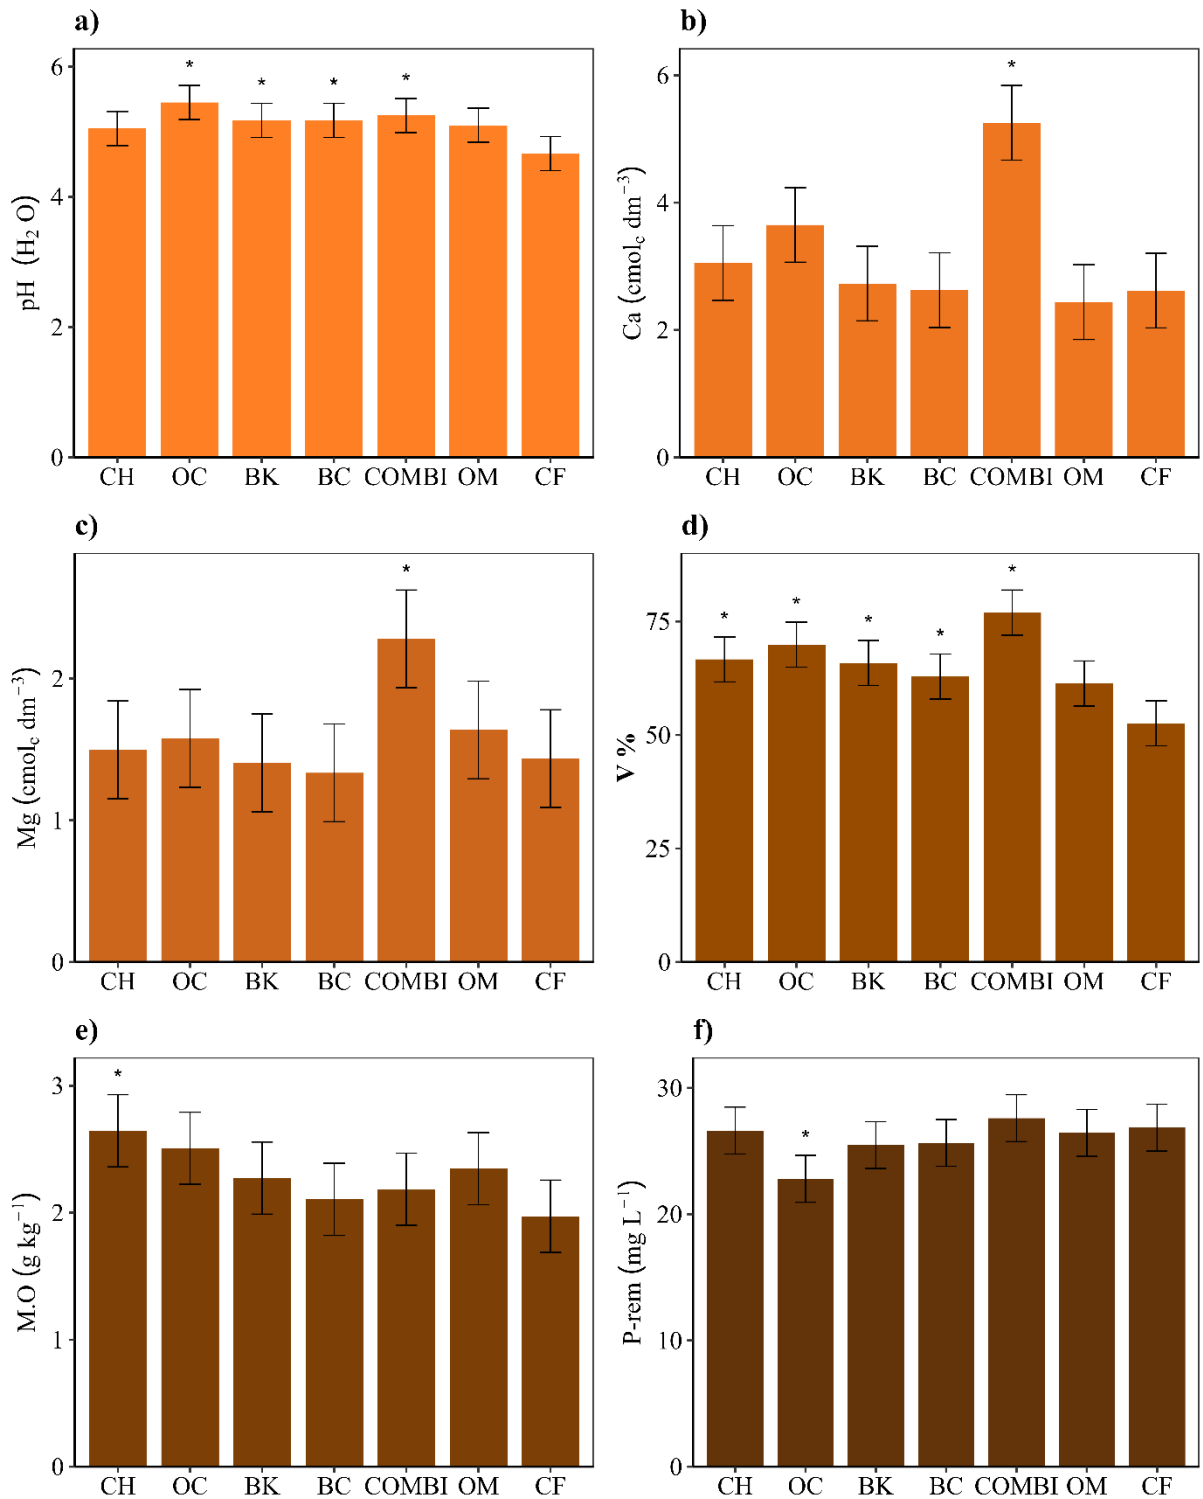 a)
pH (H₂ O)
6
4
2
0
* * * *
CH OC BK BC COMBI OM CF
b)
Ca (cmol꜀ dm⁻³)
6
4
2
0
*
CH OC BK BC COMBI OM CF
c)
Mg (cmol꜀ dm⁻³)
2
1
0
*
CH OC BK BC COMBI OM CF
d)
V %
75
50
25
0
* * * * *
CH OC BK BC COMBI OM CF
e)
M.O (g kg⁻¹)
3
2
1
0
*
CH OC BK BC COMBI OM CF
f)
P-rem (mg L⁻¹)
30
20
10
0
*
CH OC BK BC COMBI OM CF